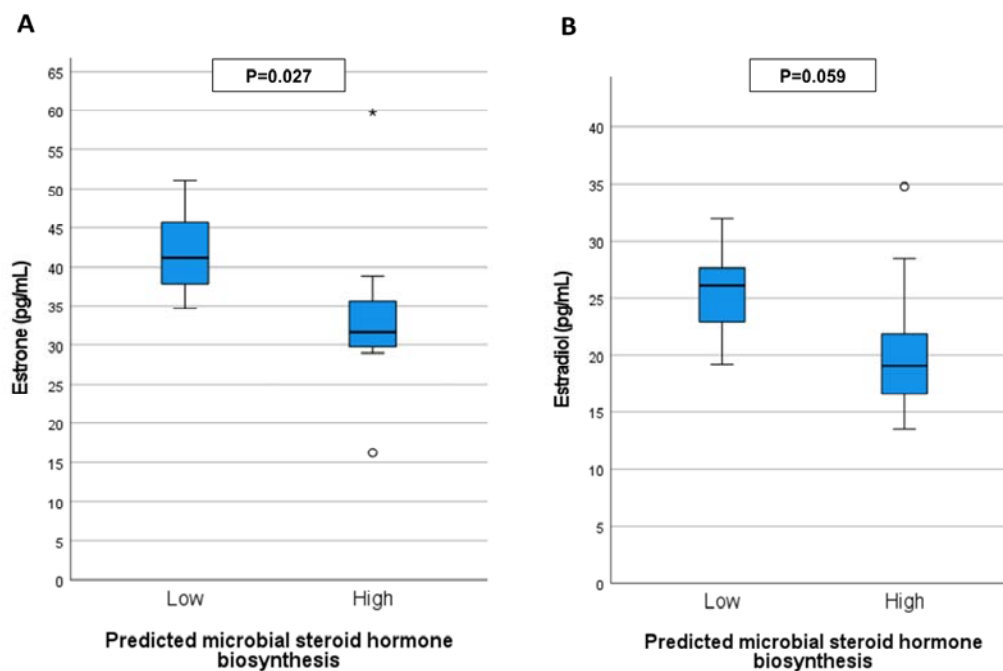 A
P=0.027
Estrone (pg/mL)
65
60
55
50
45
40
35
30
25
20
15
10
5
0
*
Low
High
Predicted microbial steroid hormone
biosynthesis
B
P=0.059
Estradiol (pg/mL)
40
35
30
25
20
15
10
5
0
Low
High
Predicted microbial steroid hormone
biosynthesis